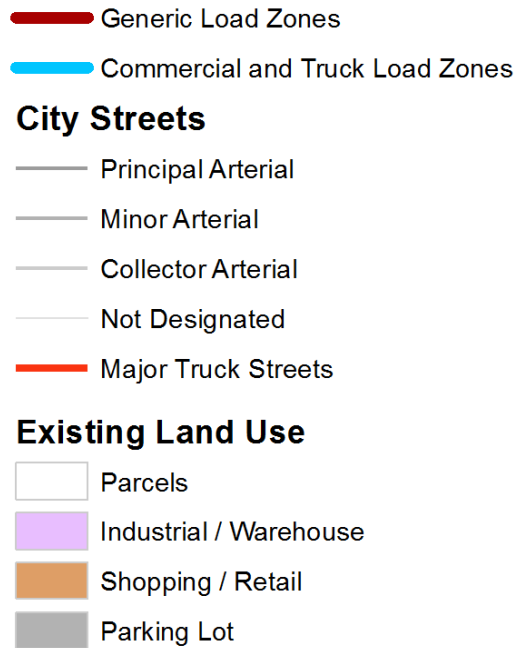 Generic Load Zones
Commercial and Truck Load Zones
City Streets
Principal Arterial
Minor Arterial
Collector Arterial
Not Designated
Major Truck Streets
Existing Land Use
Parcels
Industrial / Warehouse
Shopping / Retail
Parking Lot